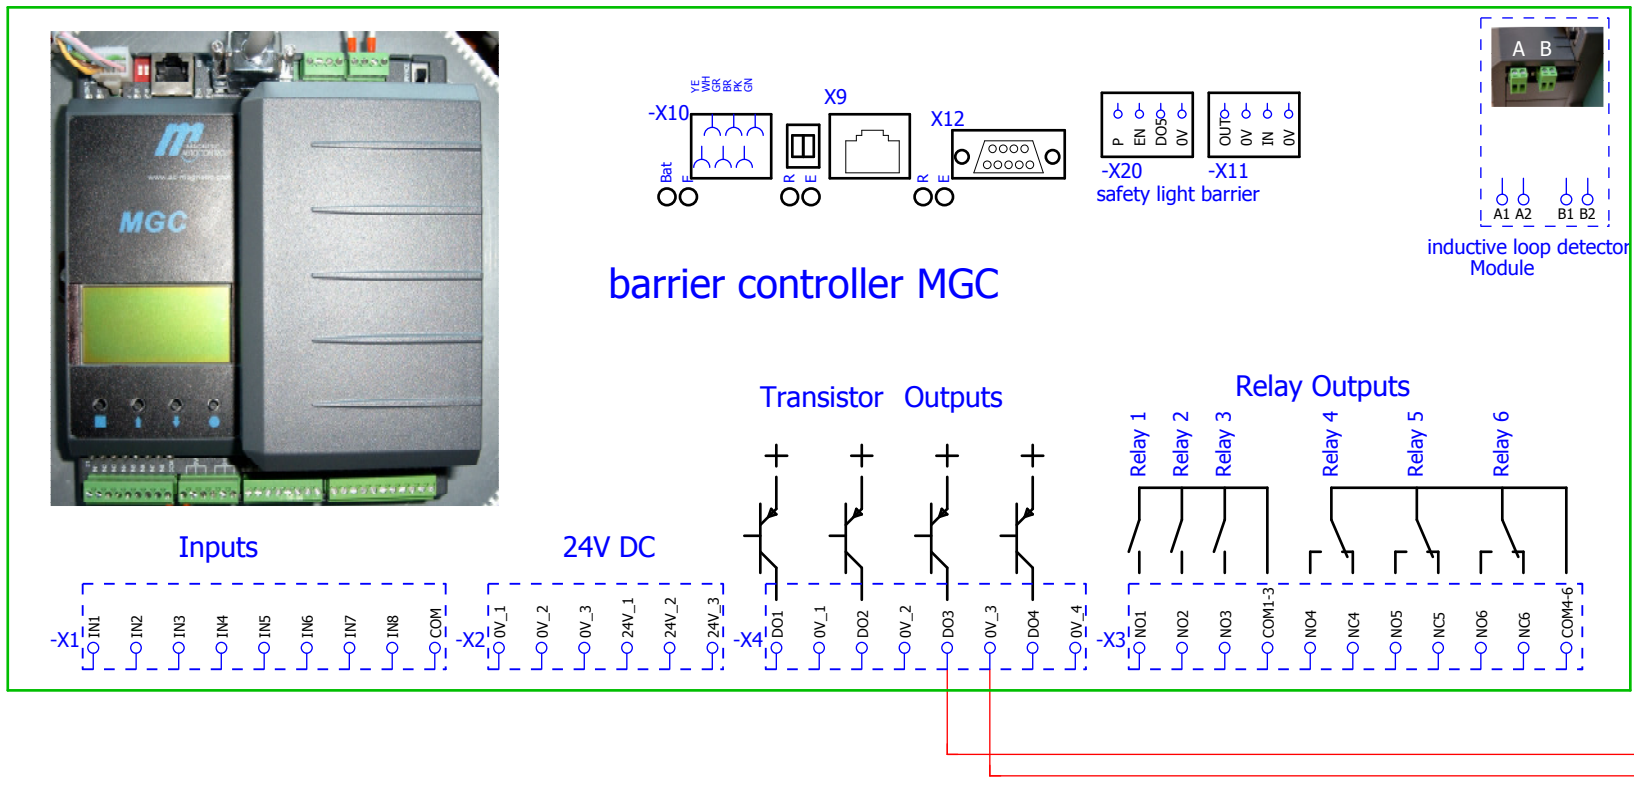 MGC
A B
YE
WH
GR
BR
PK
GN
-X10
X9
X12
Bat
F
R
E
R
E
P
EN
DO5
0V
OUT
0V
IN
0V
-X20
-X11
safety light barrier
A1 A2 B1 B2
inductive loop detector
Module
barrier controller MGC
Transistor Outputs
Relay Outputs
Relay 1
Relay 2
Relay 3
Relay 4
Relay 5
Relay 6
Inputs
24V DC
-X1
IN1
IN2
IN3
IN4
IN5
IN6
IN7
IN8
COM
-X2
0V_1
0V_2
0V_3
24V_1
24V_2
24V_3
-X4
DO1
0V_1
DO2
0V_2
DO3
0V_3
DO4
0V_4
-X3
NO1
NO2
NO3
COM1-3
NO4
NC4
NO5
NC5
NO6
NC6
COM4-6